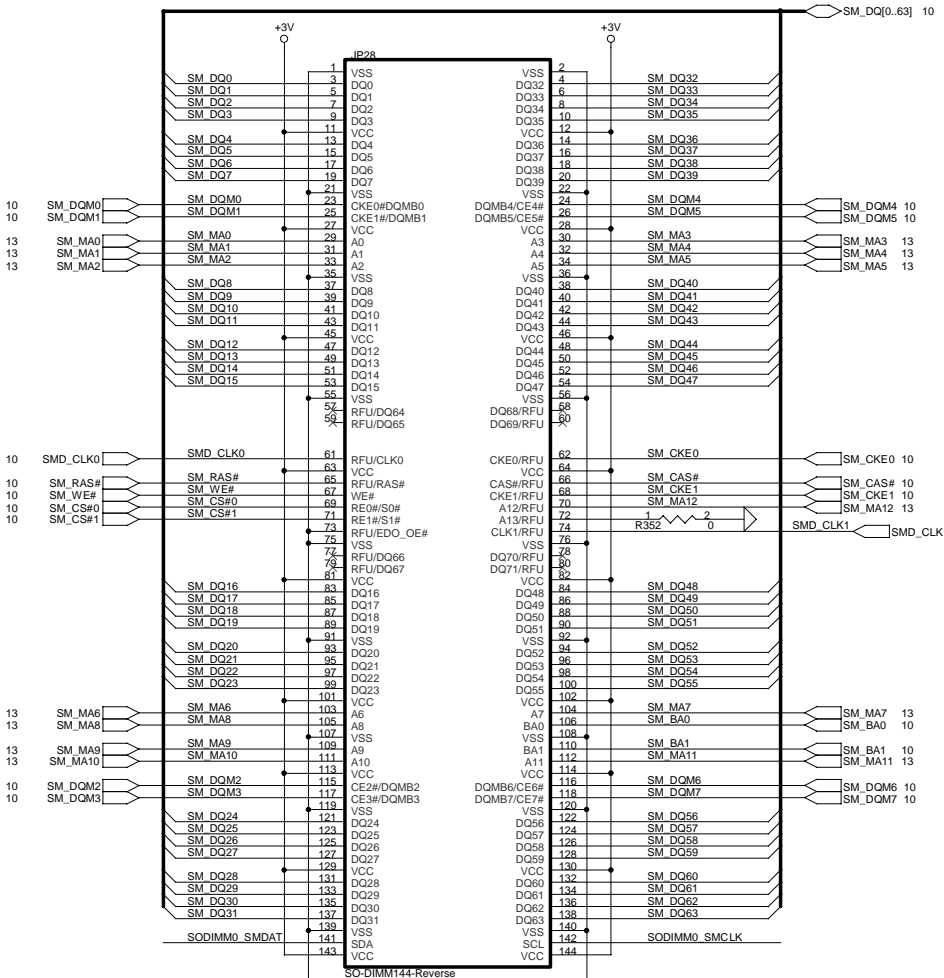 SM_DQ[0..63] 10
+3V +3V
JP28
1 VSS VSS 2
SM_DQ0 3 DQ0 DQ32 4 SM_DQ32
SM_DQ1 5 DQ1 DQ33 6 SM_DQ33
SM_DQ2 7 DQ2 DQ34 8 SM_DQ34
SM_DQ3 9 DQ3 DQ35 10 SM_DQ35
11 VCC VCC 12
SM_DQ4 13 DQ4 DQ36 14 SM_DQ36
SM_DQ5 15 DQ5 DQ37 16 SM_DQ37
SM_DQ6 17 DQ6 DQ38 18 SM_DQ38
SM_DQ7 19 DQ7 DQ39 20 SM_DQ39
21 VSS VSS 22
10 SM_DQM0 SM_DQM0 23 CKE0#DQMB0 DQMB4/CE4# 24 SM_DQM4 SM_DQM4 10
10 SM_DQM1 SM_DQM1 25 CKE1#/DQMB1 DQMB5/CE5# 26 SM_DQM5 SM_DQM5 10
27 VCC VCC 28
13 SM_MA0 SM_MA0 29 A0 A3 30 SM_MA3 SM_MA3 13
13 SM_MA1 SM_MA1 31 A1 A4 32 SM_MA4 SM_MA4 13
13 SM_MA2 SM_MA2 33 A2 A5 34 SM_MA5 SM_MA5 13
35 VSS VSS 36
SM_DQ8 37 DQ8 DQ40 38 SM_DQ40
SM_DQ9 39 DQ9 DQ41 40 SM_DQ41
SM_DQ10 41 DQ10 DQ42 42 SM_DQ42
SM_DQ11 43 DQ11 DQ43 44 SM_DQ43
45 VCC VCC 46
SM_DQ12 47 DQ12 DQ44 48 SM_DQ44
SM_DQ13 49 DQ13 DQ45 50 SM_DQ45
SM_DQ14 51 DQ14 DQ46 52 SM_DQ46
SM_DQ15 53 DQ15 DQ47 54 SM_DQ47
55 VSS VSS 56
57 RFU/DQ64 DQ68/RFU 58
59 RFU/DQ65 DQ69/RFU 60
10 SMD_CLK0 SMD_CLK0 61 RFU/CLK0 CKE0/RFU 62 SM_CKE0 SM_CKE0 10
63 VCC VCC 64
10 SM_RAS# SM_RAS# 65 RFU/RAS# CAS#/RFU 66 SM_CAS# SM_CAS# 10
10 SM_WE# SM_WE# 67 WE# CKE1/RFU 68 SM_CKE1 SM_CKE1 10
10 SM_CS#0 SM_CS#0 69 RE0#/S0# A12/RFU 70 SM_MA12 SM_MA12 13
10 SM_CS#1 SM_CS#1 71 RE1#/S1# A13/RFU 72 R352 1 2 0
73 RFU/EDO_OE# CLK1/RFU 74 SMD_CLK1 SMD_CLK
75 VSS VSS 76
77 RFU/DQ66 DQ70/RFU 78
79 RFU/DQ67 DQ71/RFU 80
81 VCC VCC 82
SM_DQ16 83 DQ16 DQ48 84 SM_DQ48
SM_DQ17 85 DQ17 DQ49 86 SM_DQ49
SM_DQ18 87 DQ18 DQ50 88 SM_DQ50
SM_DQ19 89 DQ19 DQ51 90 SM_DQ51
91 VSS VSS 92
SM_DQ20 93 DQ20 DQ52 94 SM_DQ52
SM_DQ21 95 DQ21 DQ53 96 SM_DQ53
SM_DQ22 97 DQ22 DQ54 98 SM_DQ54
SM_DQ23 99 DQ23 DQ55 100 SM_DQ55
101 VCC VCC 102
13 SM_MA6 SM_MA6 103 A6 A7 104 SM_MA7 SM_MA7 13
13 SM_MA8 SM_MA8 105 A8 BA0 106 SM_BA0 SM_BA0 10
107 VSS VSS 108
13 SM_MA9 SM_MA9 109 A9 BA1 110 SM_BA1 SM_BA1 10
13 SM_MA10 SM_MA10 111 A10 A11 112 SM_MA11 SM_MA11 13
113 VCC VCC 114
10 SM_DQM2 SM_DQM2 115 CE2#/DQMB2 DQMB6/CE6# 116 SM_DQM6 SM_DQM6 10
10 SM_DQM3 SM_DQM3 117 CE3#/DQMB3 DQMB7/CE7# 118 SM_DQM7 SM_DQM7 10
119 VSS VSS 120
SM_DQ24 121 DQ24 DQ56 122 SM_DQ56
SM_DQ25 123 DQ25 DQ57 124 SM_DQ57
SM_DQ26 125 DQ26 DQ58 126 SM_DQ58
SM_DQ27 127 DQ27 DQ59 128 SM_DQ59
129 VCC VCC 130
SM_DQ28 131 DQ28 DQ60 132 SM_DQ60
SM_DQ29 133 DQ29 DQ61 134 SM_DQ61
SM_DQ30 135 DQ30 DQ62 136 SM_DQ62
SM_DQ31 137 DQ31 DQ63 138 SM_DQ63
139 VSS VSS 140
SODIMM0_SMDAT 141 SDA SCL 142 SODIMM0_SMCLK
143 VCC VCC 144
SO-DIMM144-Reverse